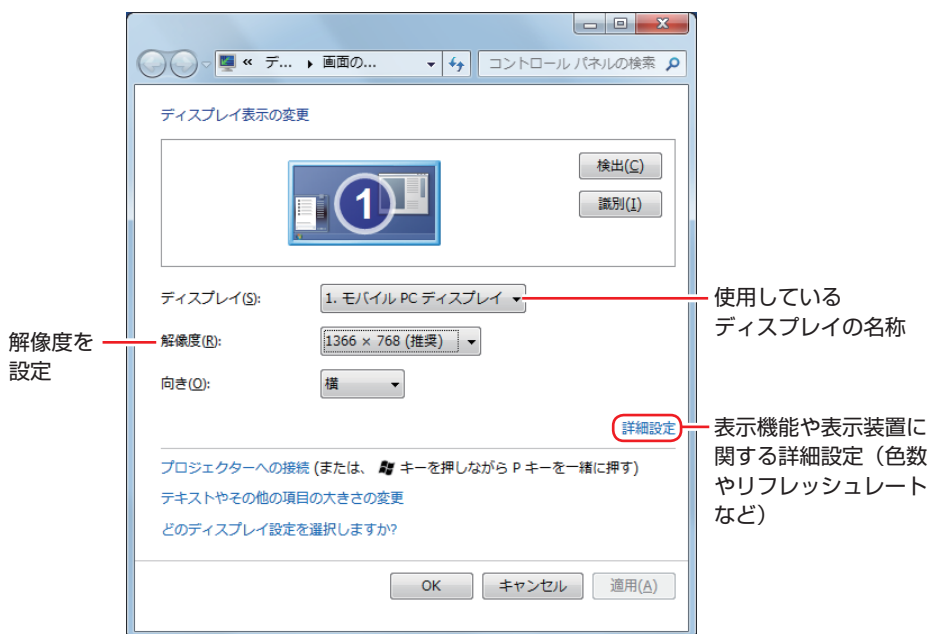 « デ... ▸ 画面の...
コントロール パネルの検索
ディスプレイ表示の変更
1
検出(C)
識別(I)
ディスプレイ(S):
1. モバイル PC ディスプレイ
使用している
ディスプレイの名称
解像度を
設定
解像度(R):
1366 × 768 (推奨)
向き(O):
横
詳細設定
表示機能や表示装置に
関する詳細設定（色数
やリフレッシュレート
など）
プロジェクターへの接続 (または、 キーを押しながら P キーを一緒に押す)
テキストやその他の項目の大きさの変更
どのディスプレイ設定を選択しますか?
OK
キャンセル
適用(A)